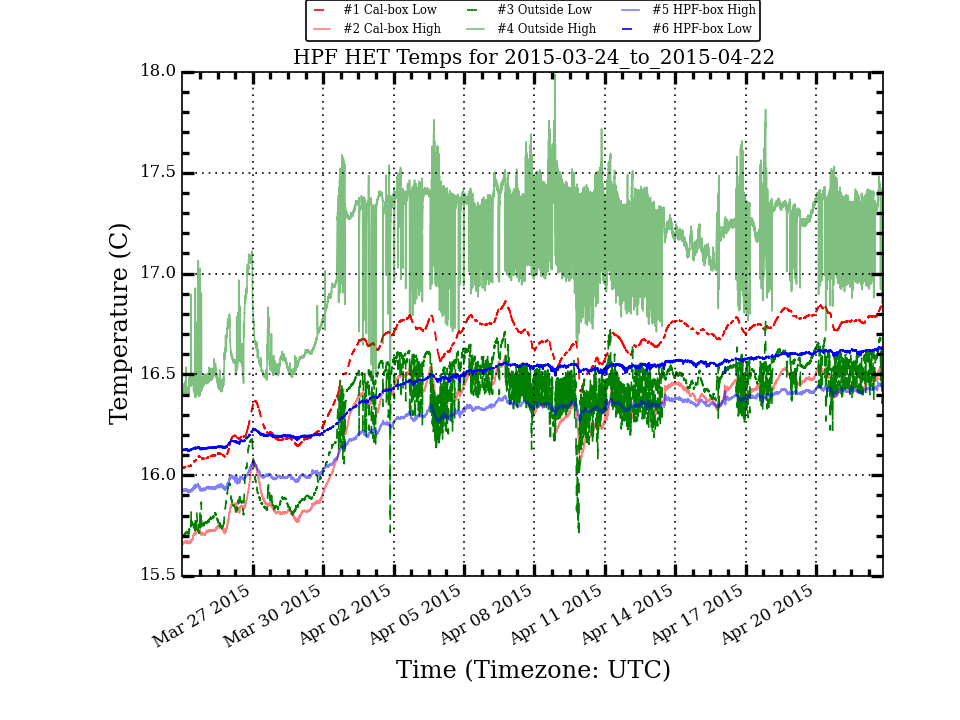 #1 Cal-box Low #3 Outside Low #5 HPF-box High
#2 Cal-box High #4 Outside High #6 HPF-box Low
HPF HET Temps for 2015-03-24_to_2015-04-22
18.0
17.5
17.0
16.5
16.0
15.5
Temperature (C)
Mar 27 2015 Mar 30 2015 Apr 02 2015 Apr 05 2015 Apr 08 2015 Apr 11 2015 Apr 14 2015 Apr 17 2015 Apr 20 2015
Time (Timezone: UTC)